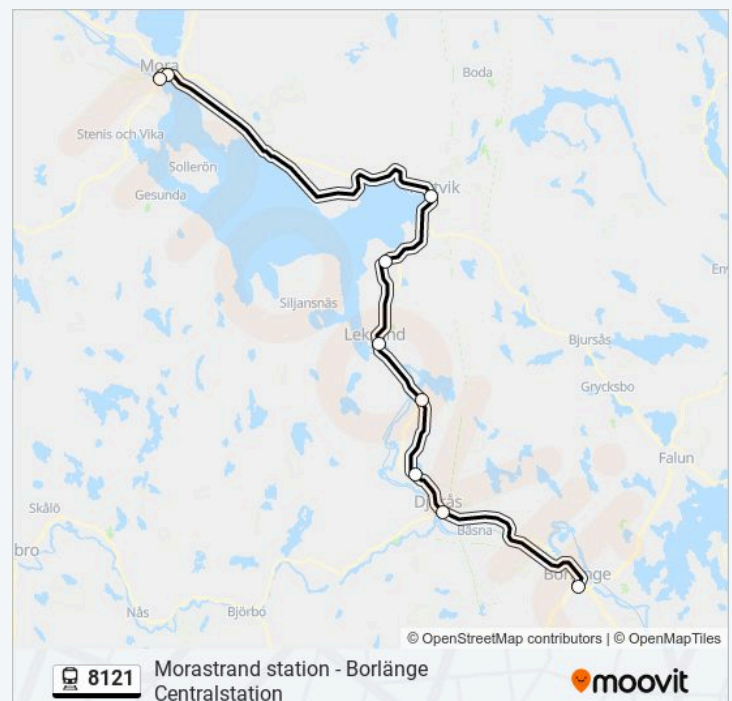 Mora
Boda
Stenis och Vika
Sollerön
Gesunda
Siljansnäs
Bjursås
Grycksbo
Falun
Skålö
Djurås
Båsna
Borlänge
Nås
Björbo
© OpenStreetMap contributors | © OpenMapTiles
8121
Morastrand station - Borlänge
Centralstation
moovit